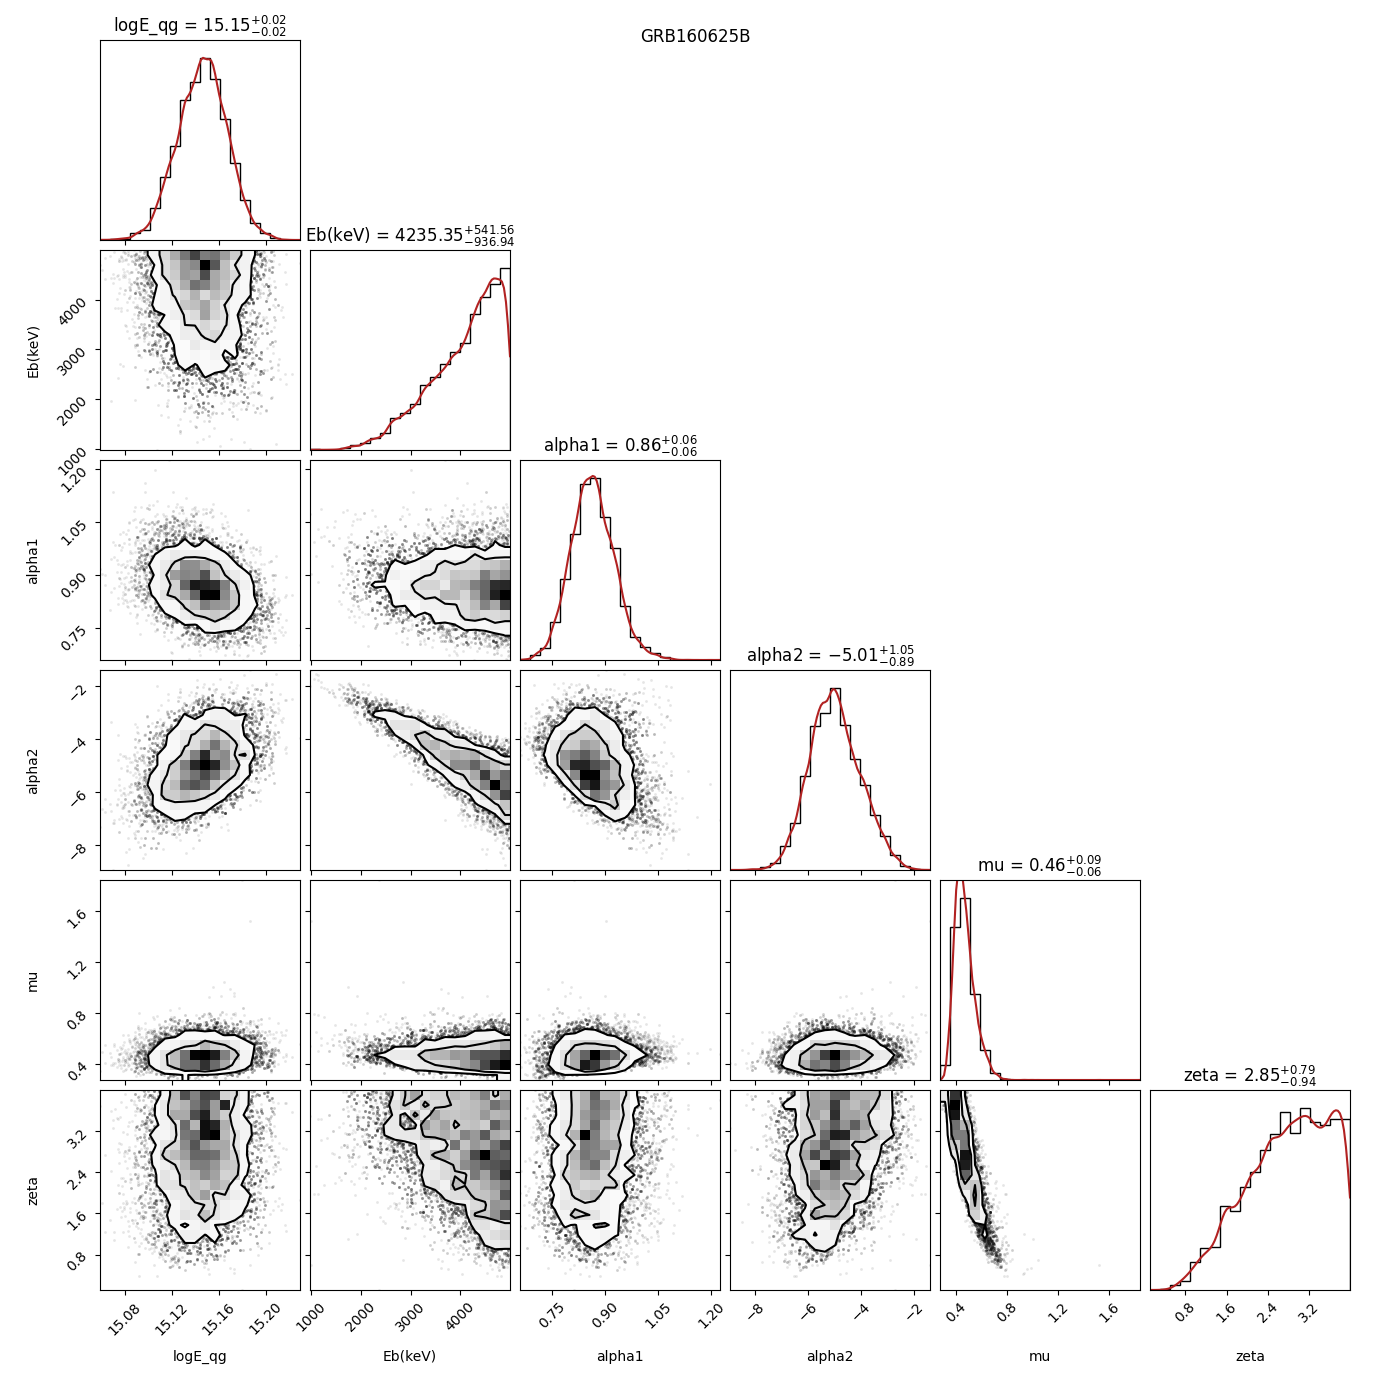 logE_qg = 15.15+0.02 −0.02
GRB160625B
Eb(keV) = 4235.35+541.56 −936.94
4000
3000
2000
1000
Eb(keV)
alpha1 = 0.86+0.06 −0.06
1.20
1.05
0.90
0.75
alpha1
alpha2 = −5.01+1.05 −0.89
−2
−4
−6
−8
alpha2
mu = 0.46+0.09 −0.06
1.6
1.2
0.8
0.4
mu
zeta = 2.85+0.79 −0.94
3.2
2.4
1.6
0.8
zeta
15.08 15.12 15.16 15.20 1000 2000 3000 4000 0.75 0.90 1.05 1.20 −8 −6 −4 −2 0.4 0.8 1.2 1.6 0.8 1.6 2.4 3.2
logE_qg Eb(keV) alpha1 alpha2 mu zeta